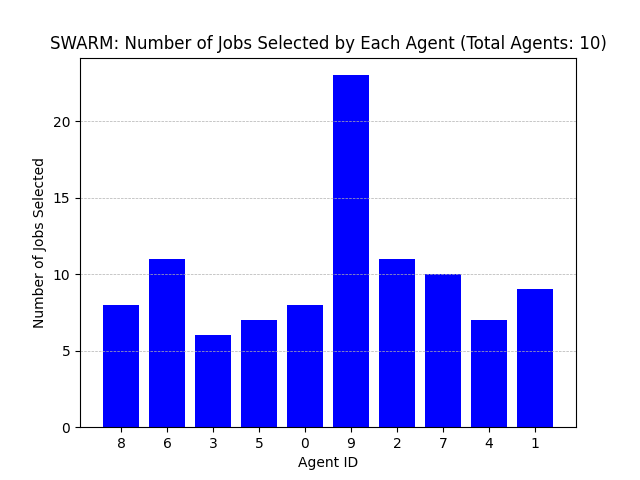 SWARM: Number of Jobs Selected by Each Agent (Total Agents: 10)
20
15
10
5
0
Number of Jobs Selected
8 6 3 5 0 9 2 7 4 1
Agent ID